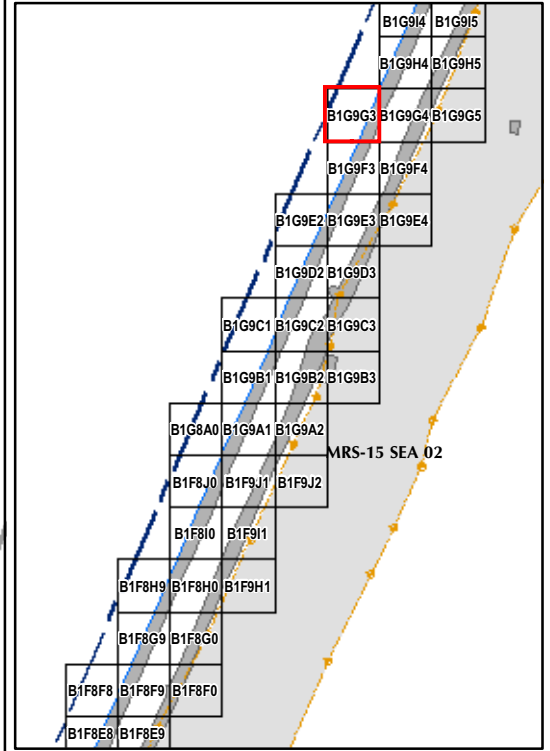 B1G9I4 B1G9I5
B1G9H4 B1G9H5
B1G9G3 B1G9G4 B1G9G5
B1G9F3 B1G9F4
B1G9E2 B1G9E3 B1G9E4
B1G9D2 B1G9D3
B1G9C1 B1G9C2 B1G9C3
B1G9B1 B1G9B2 B1G9B3
B1G8A0 B1G9A1 B1G9A2
MRS-15 SEA 02
B1F8J0 B1F9J1 B1F9J2
B1F8I0 B1F9I1
B1F8H9 B1F8H0 B1F9H1
B1F8G9 B1F8G0
B1F8F8 B1F8F9 B1F8F0
B1F8E8 B1F8E9